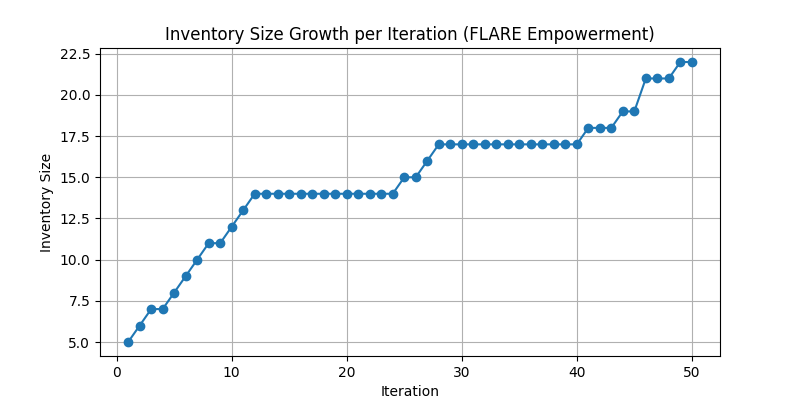 Inventory Size Growth per Iteration (FLARE Empowerment)
22.5
20.0
17.5
15.0
12.5
10.0
7.5
5.0
Inventory Size
0 10 20 30 40 50
Iteration